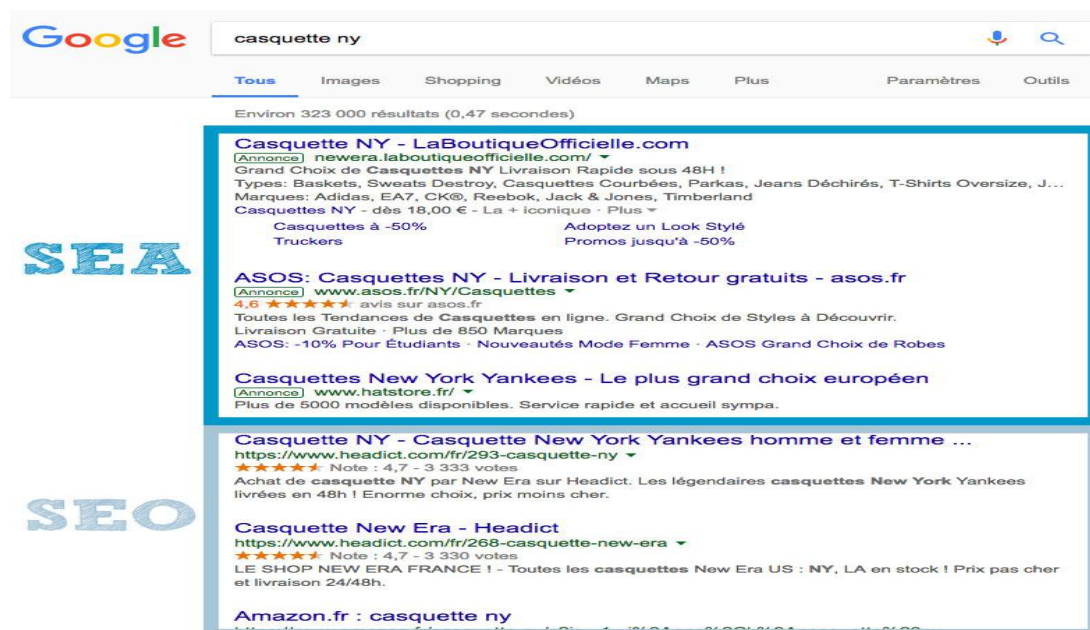 Google
casquette ny
Tous Images Shopping Vidéos Maps Plus Paramètres Outils
Environ 323 000 résultats (0,47 secondes)
SEA
Casquette NY - LaBoutiqueOfficielle.com
Annonce newera.laboutiqueofficielle.com/
Grand Choix de Casquettes NY Livraison Rapide sous 48H !
Types: Baskets, Sweats Destroy, Casquettes Courbées, Parkas, Jeans Déchirés, T-Shirts Oversize, J...
Marques: Adidas, EA7, CK®, Reebok, Jack & Jones, Timberland
Casquettes NY - dès 18,00 € - La + iconique · Plus
Casquettes à -50% Adoptez un Look Stylé
Truckers Promos jusqu'à -50%
ASOS: Casquettes NY - Livraison et Retour gratuits - asos.fr
Annonce www.asos.fr/NY/Casquettes
4,6 ★★★★★ avis sur asos.fr
Toutes les Tendances de Casquettes en ligne. Grand Choix de Styles à Découvrir.
Livraison Gratuite · Plus de 850 Marques
ASOS: -10% Pour Étudiants · Nouveautés Mode Femme · ASOS Grand Choix de Robes
Casquettes New York Yankees - Le plus grand choix européen
Annonce www.hatstore.fr/
Plus de 5000 modèles disponibles. Service rapide et accueil sympa.
SEO
Casquette NY - Casquette New York Yankees homme et femme ...
https://www.headict.com/fr/293-casquette-ny
★★★★★ Note : 4,7 - 3 333 votes
Achat de casquette NY par New Era sur Headict. Les légendaires casquettes New York Yankees
livrées en 48h ! Enorme choix, prix moins cher.
Casquette New Era - Headict
https://www.headict.com/fr/268-casquette-new-era
★★★★★ Note : 4,7 - 3 330 votes
LE SHOP NEW ERA FRANCE ! - Toutes les casquettes New Era US : NY, LA en stock ! Prix pas cher
et livraison 24/48h.
Amazon.fr : casquette ny